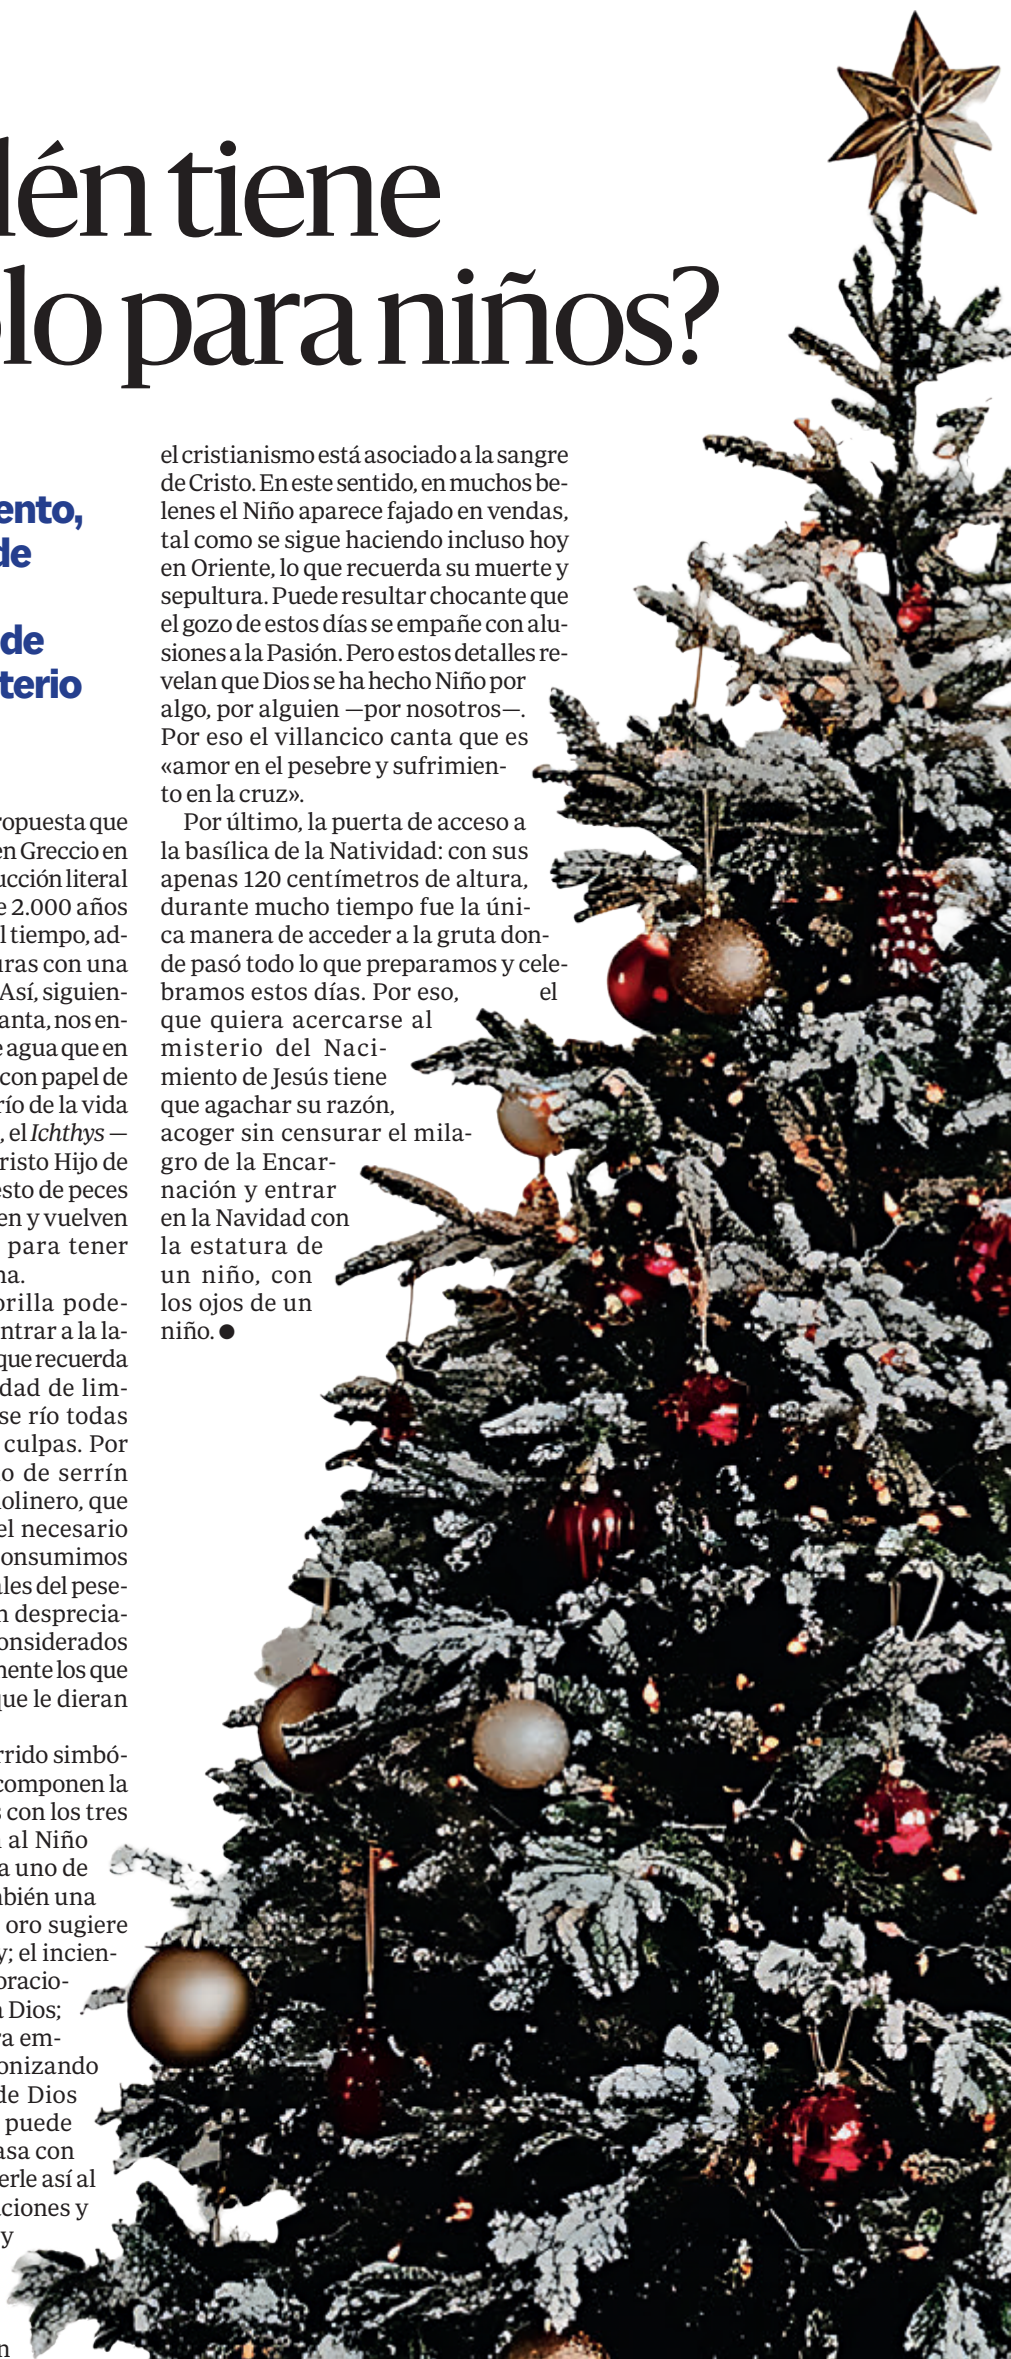 lén tiene
lo para niños?
ento,
de
de
terio
ropuesta que
en Greccio en
ucción literal
e 2.000 años
l tiempo, ad-
uras con una
Así, siguien-
anta, nos en-
e agua que en
con papel de
río de la vida
, el Ichthys —
risto Hijo de
esto de peces
en y vuelven
para tener
na.
orilla pode-
ntrar a la la-
que recuerda
dad de lim-
se río todas
culpas. Por
o de serrín
olinero, que
el necesario
onsumimos
ales del pese-
n desprecia-
onsiderados
mente los que
que le dieran
rrido simbó-
componen la
s con los tres
n al Niño
a uno de
mbién una
oro sugiere
y; el incien-
oracio-
a Dios;
ra em-
onizando
de Dios
puede
asa con
erle así al
ciones y
y
n
el cristianismo está asociado a la sangre
de Cristo. En este sentido, en muchos be-
lenes el Niño aparece fajado en vendas,
tal como se sigue haciendo incluso hoy
en Oriente, lo que recuerda su muerte y
sepultura. Puede resultar chocante que
el gozo de estos días se empañe con alu-
siones a la Pasión. Pero estos detalles re-
velan que Dios se ha hecho Niño por
algo, por alguien —por nosotros—.
Por eso el villancico canta que es
«amor en el pesebre y sufrimien-
to en la cruz».
Por último, la puerta de acceso a
la basílica de la Natividad: con sus
apenas 120 centímetros de altura,
durante mucho tiempo fue la úni-
ca manera de acceder a la gruta don-
de pasó todo lo que preparamos y cele-
bramos estos días. Por eso, el
que quiera acercarse al
misterio del Naci-
miento de Jesús tiene
que agachar su razón,
acoger sin censurar el mila-
gro de la Encar-
nación y entrar
en la Navidad con
la estatura de
un niño, con
los ojos de un
niño. ●